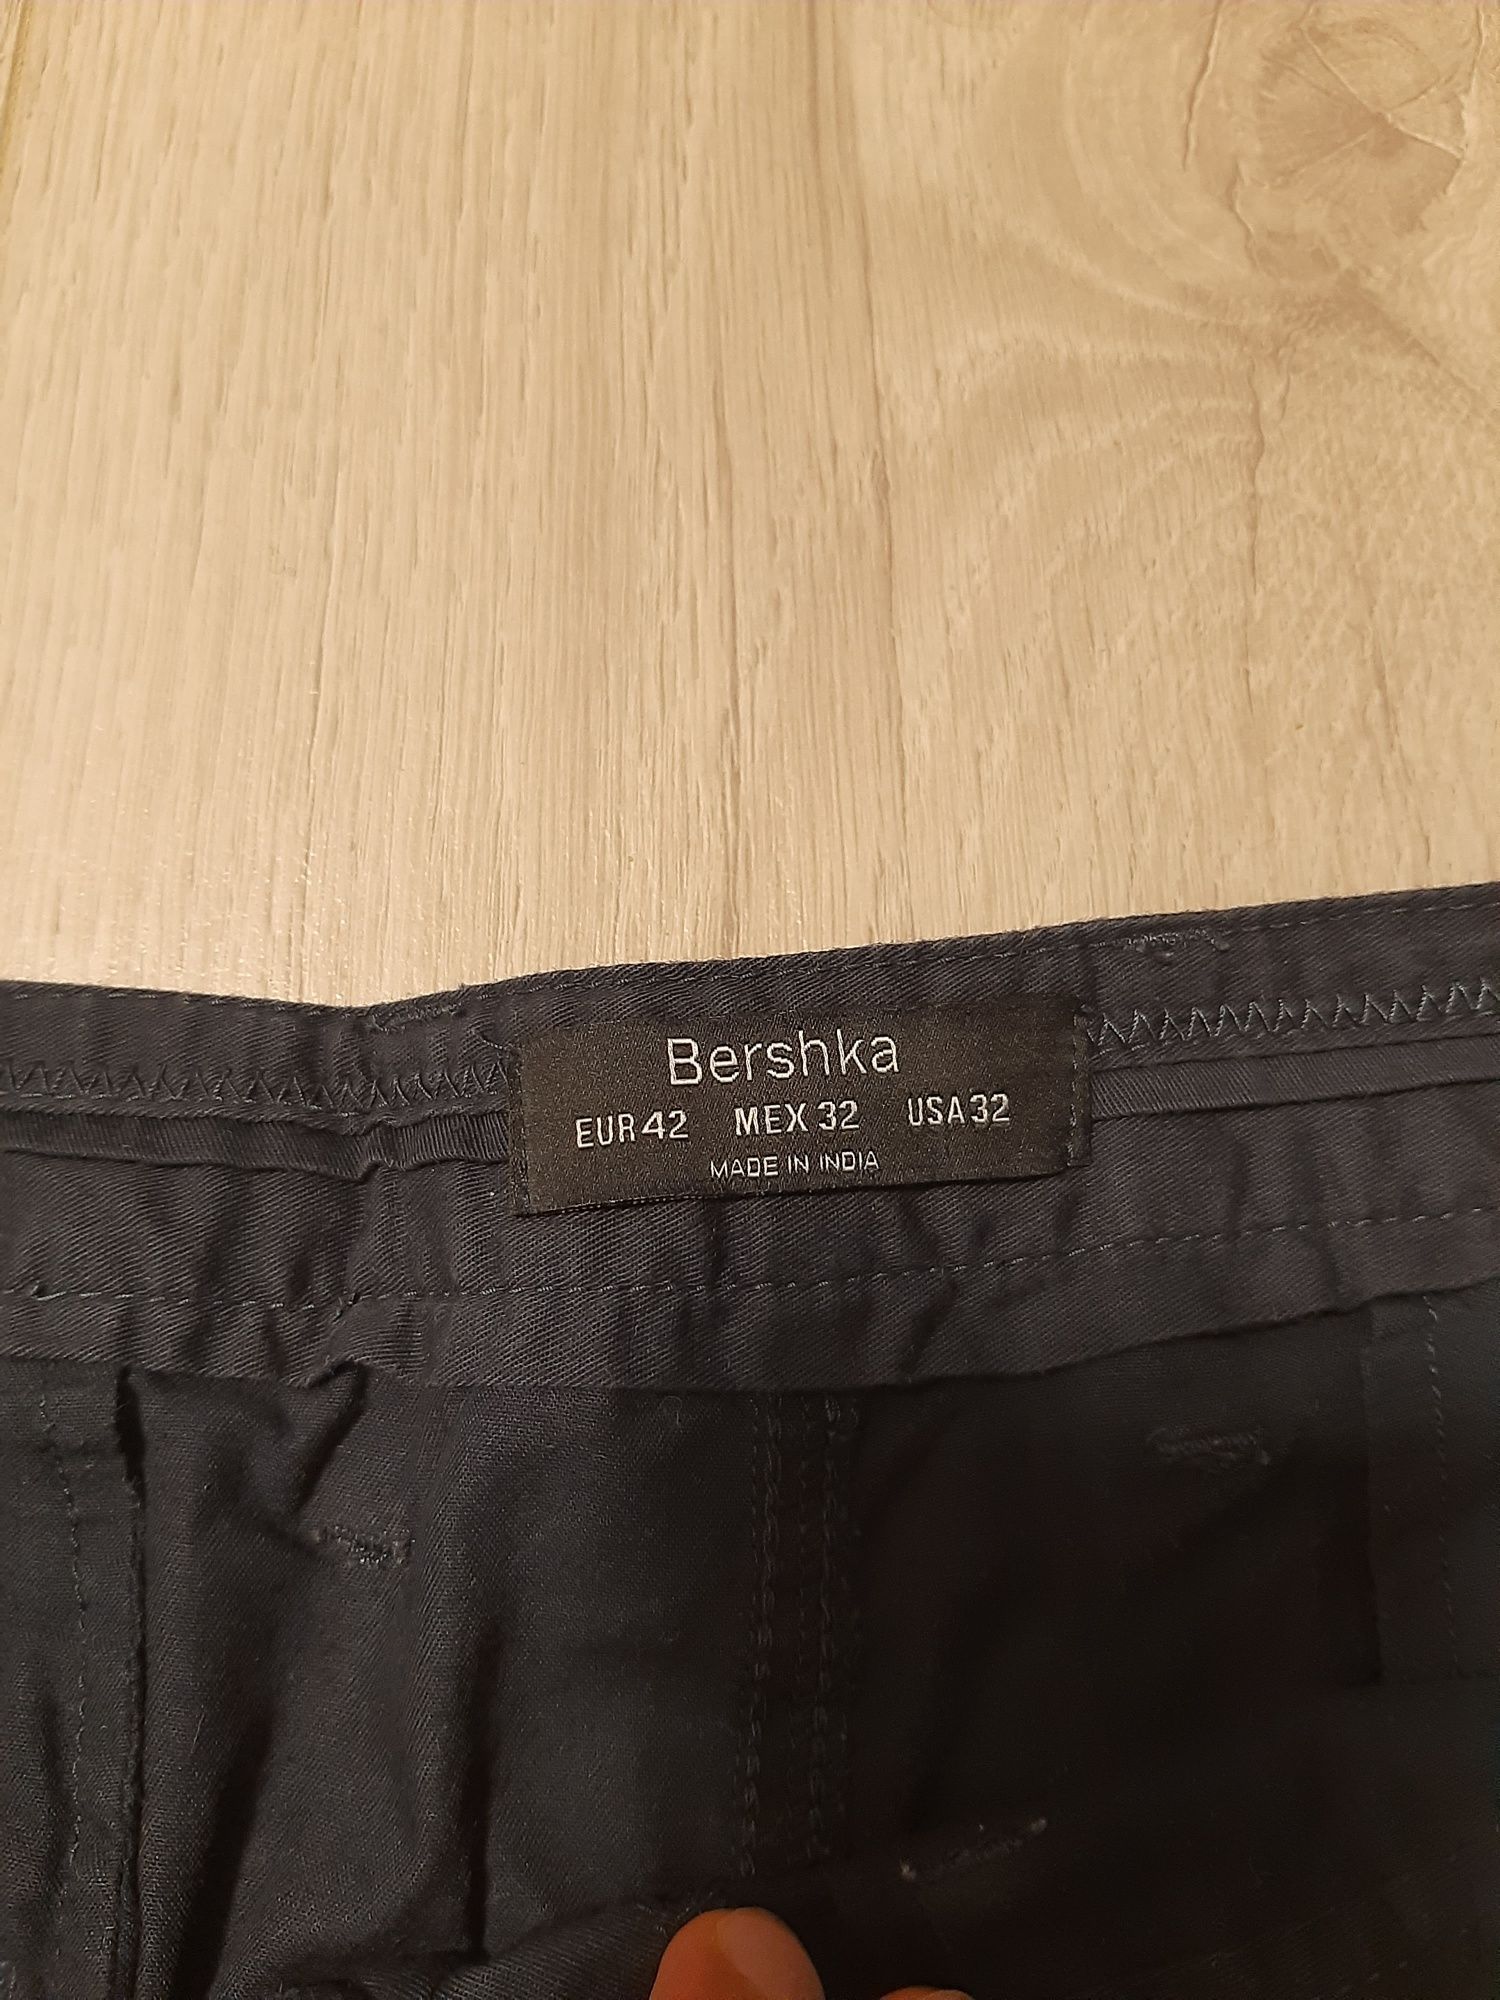 Bershka
EUR 42 MEX 32 USA 32
MADE IN INDIA